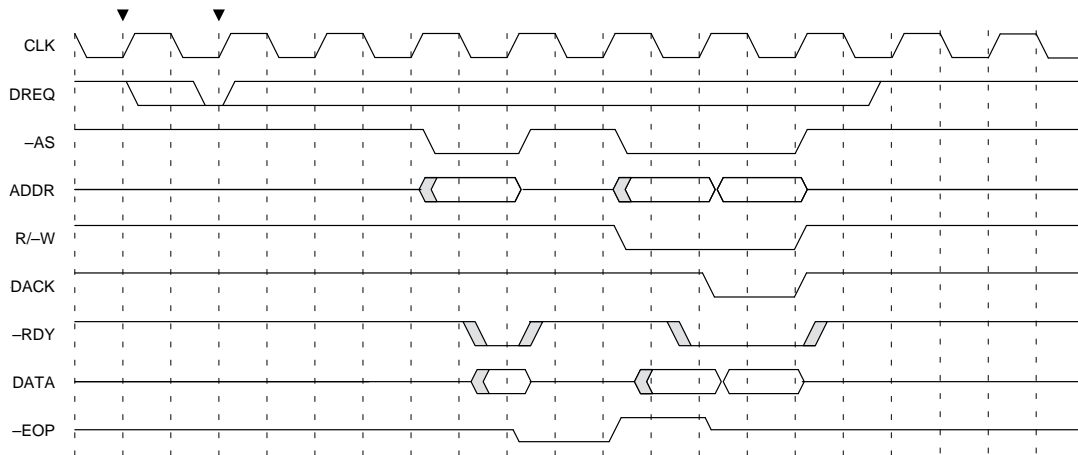 CLK
DREQ
–AS
ADDR
R/–W
DACK
–RDY
DATA
–EOP